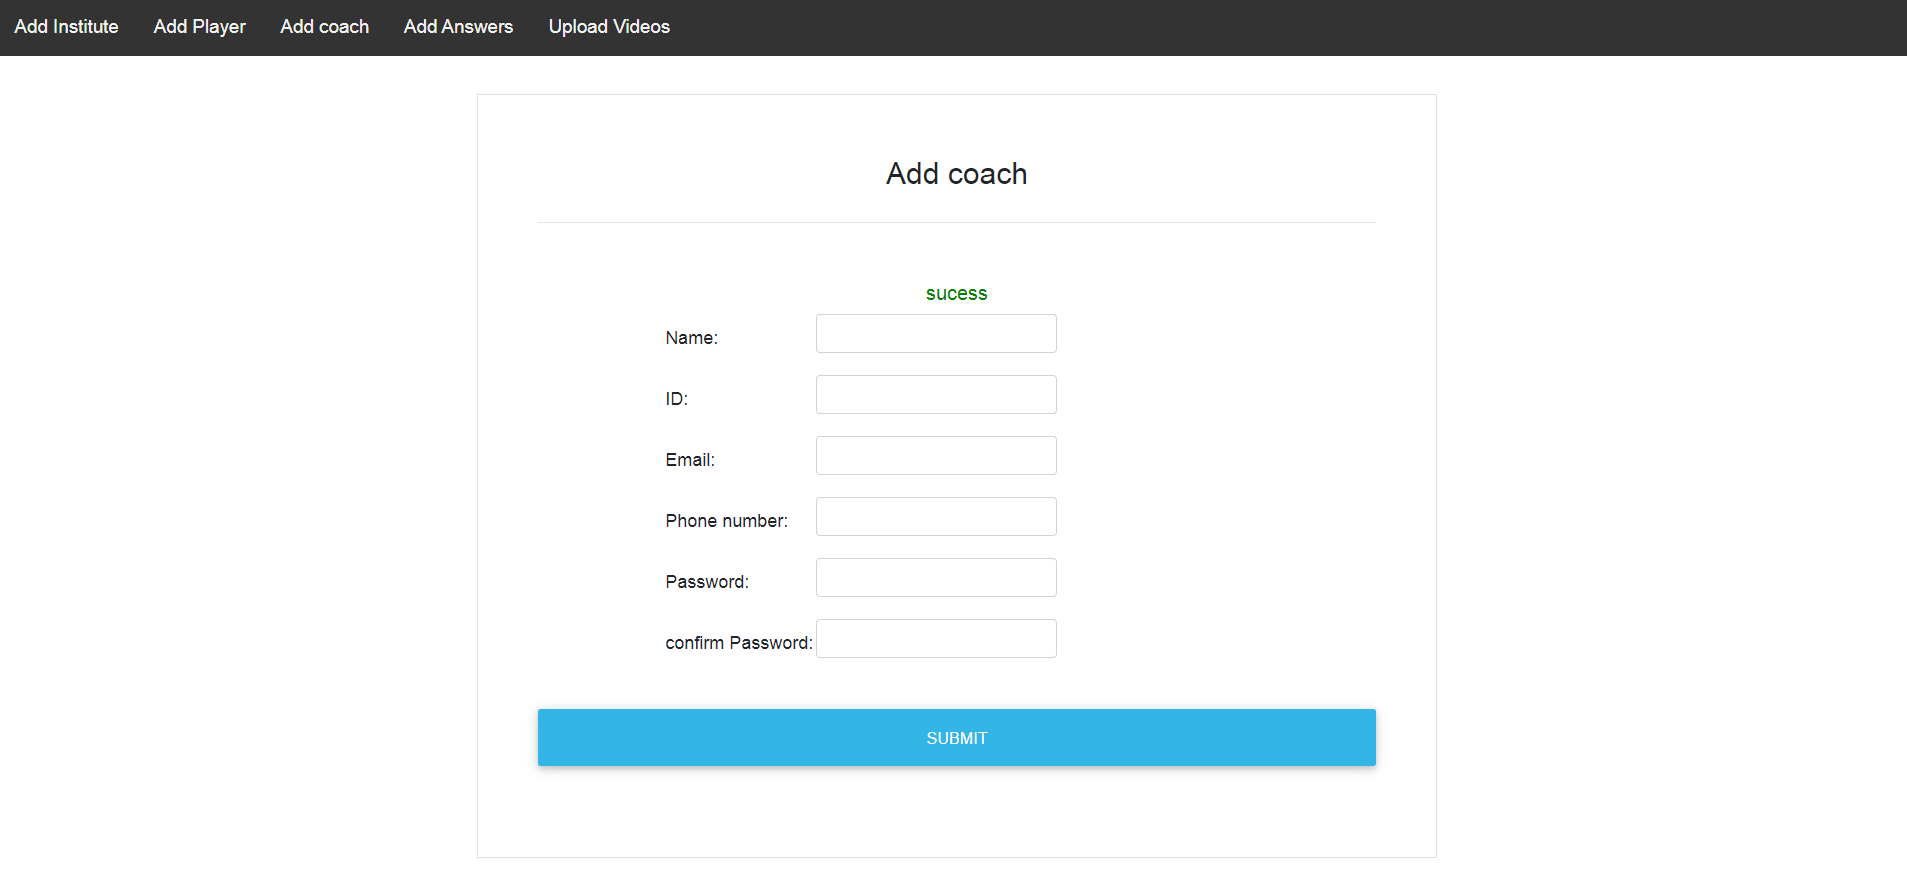 Add Institute Add Player Add coach Add Answers Upload Videos
Add coach
sucess
Name:
ID:
Email:
Phone number:
Password:
confirm Password:
SUBMIT